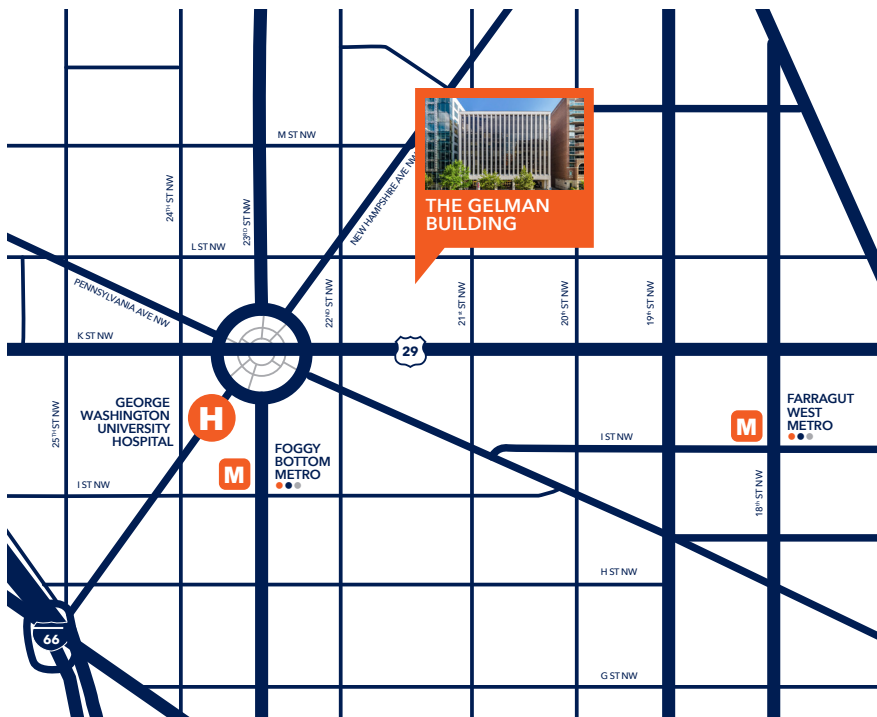 M ST NW
24TH ST NW
23RD ST NW
NEW HAMPSHIRE AVE NW
THE GELMAN
BUILDING
L ST NW
PENNSYLVANIA AVE NW
22ND ST NW
21st ST NW
20th ST NW
19th ST NW
K ST NW
29
GEORGE
WASHINGTON
UNIVERSITY
HOSPITAL
H
25TH ST NW
FOGGY
BOTTOM
METRO
M
I ST NW
I ST NW
M
FARRAGUT
WEST
METRO
18th ST NW
H ST NW
66
G ST NW